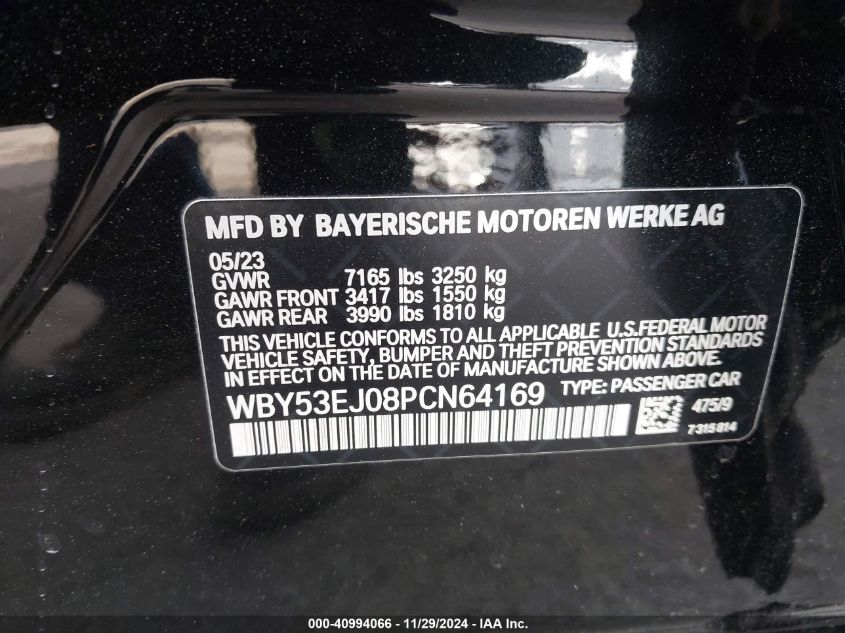 MFD BY BAYERISCHE MOTOREN WERKE AG
05/23
GVWR 7165 lbs 3250 kg
GAWR FRONT 3417 lbs 1550 kg
GAWR REAR 3990 lbs 1810 kg
THIS VEHICLE CONFORMS TO ALL APPLICABLE U.S.FEDERAL MOTOR
VEHICLE SAFETY, BUMPER AND THEFT PREVENTION STANDARDS
IN EFFECT ON THE DATE OF MANUFACTURE SHOWN ABOVE.
WBY53EJ08PCN64169 TYPE: PASSENGER CAR
475/9
7315814
000-40994066 - 11/29/2024 - IAA Inc.